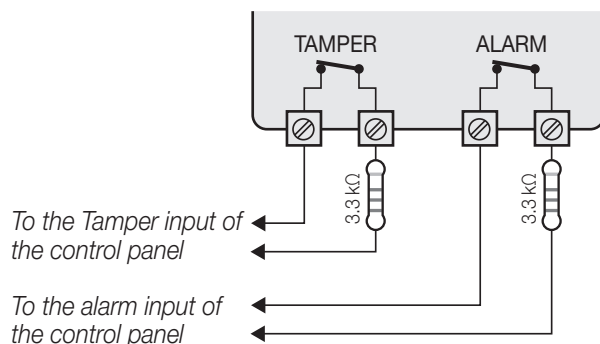 TAMPER
ALARM
3.3 kΩ
3.3 kΩ
To the Tamper input of
the control panel
To the alarm input of
the control panel